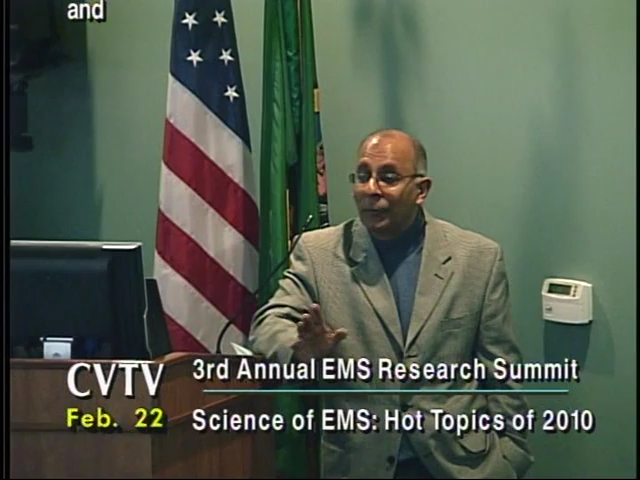 and
CVTV
3rd Annual EMS Research Summit
Feb. 22
Science of EMS: Hot Topics of 2010